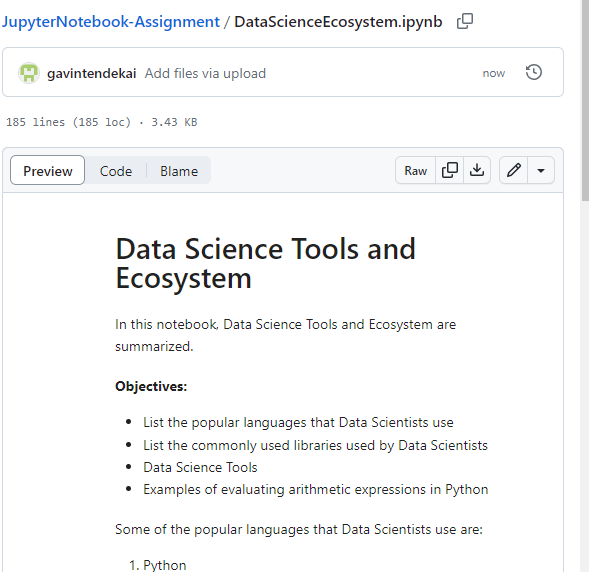 JupyterNotebook-Assignment / DataScienceEcosystem.ipynb
gavintendekai Add files via upload now
185 lines (185 loc) · 3.43 KB
Preview Code Blame Raw
Data Science Tools and
Ecosystem
In this notebook, Data Science Tools and Ecosystem are
summarized.
Objectives:
• List the popular languages that Data Scientists use
• List the commonly used libraries used by Data Scientists
• Data Science Tools
• Examples of evaluating arithmetic expressions in Python
Some of the popular languages that Data Scientists use are:
1. Python